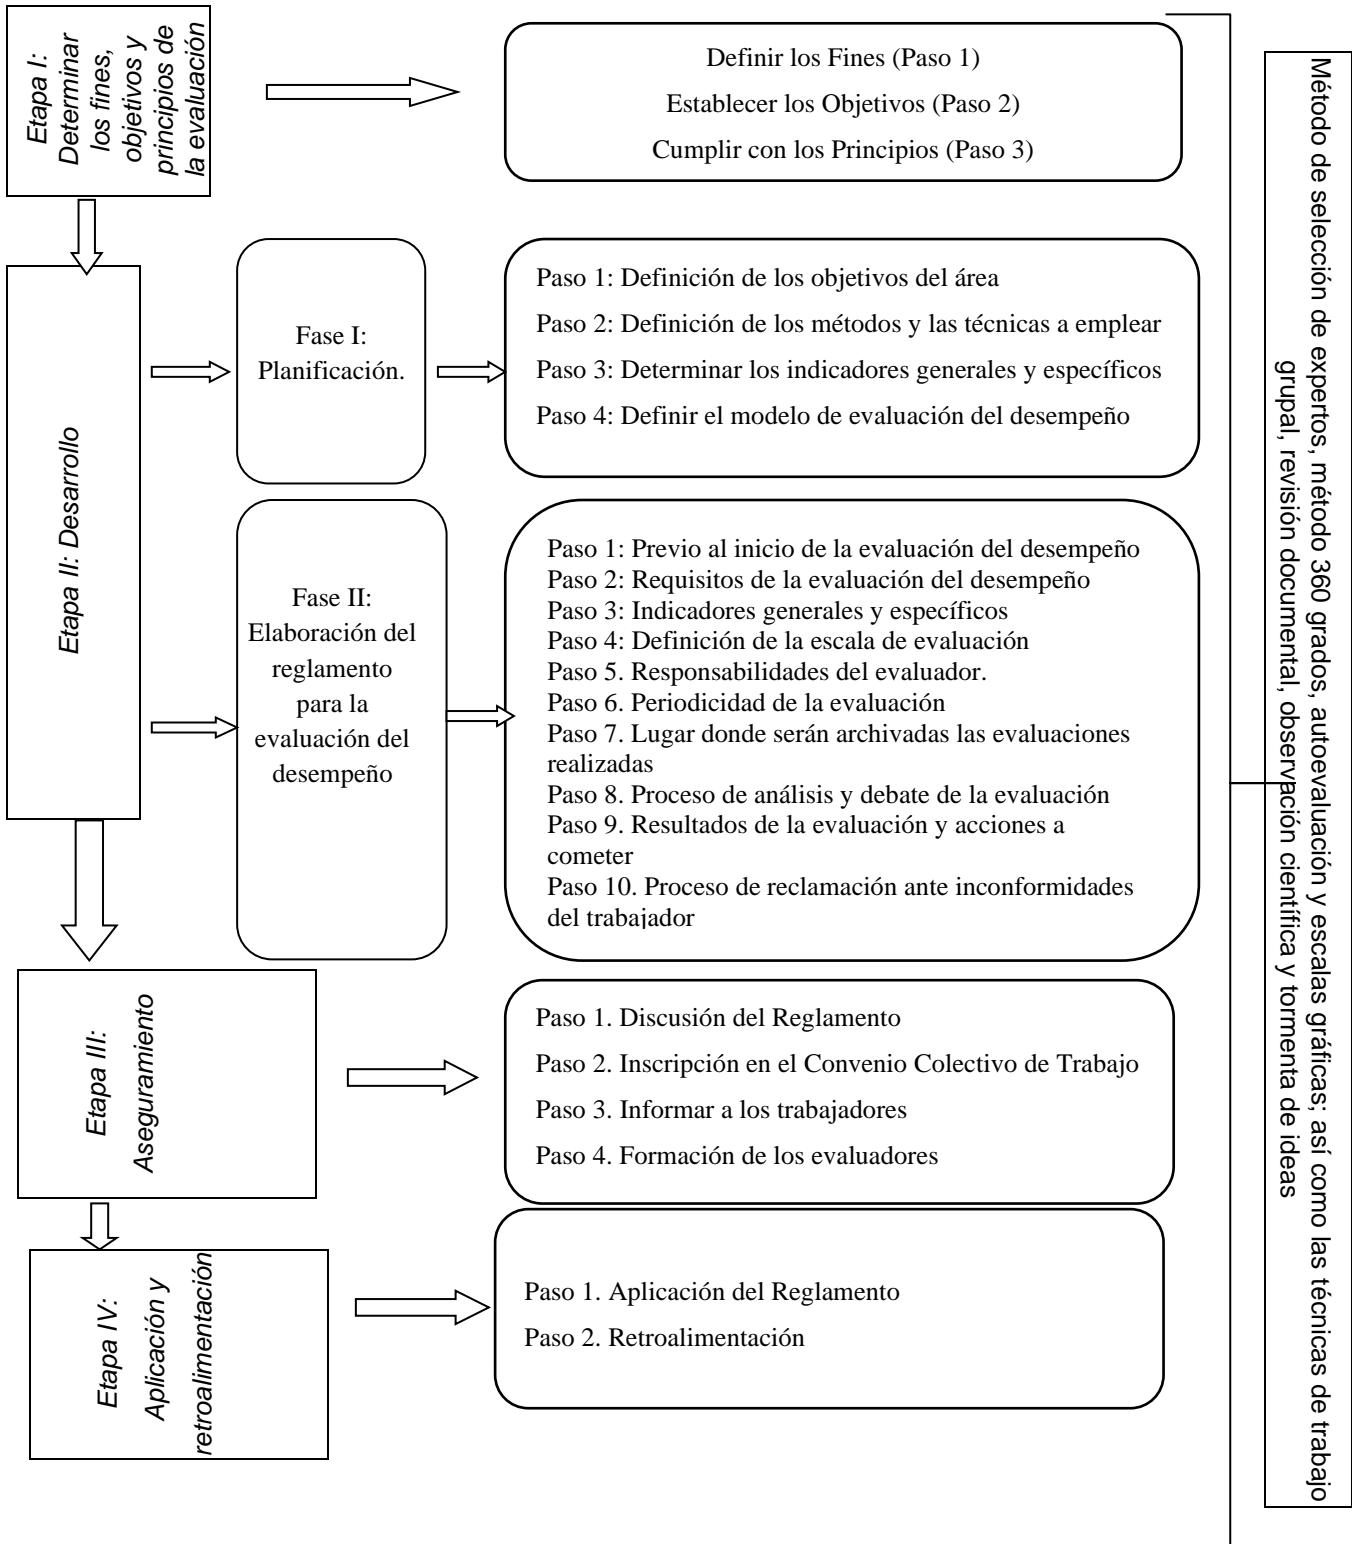 Etapa I:
Determinar
los fines,
objetivos y
principios de
la evaluación
Definir los Fines (Paso 1)
Establecer los Objetivos (Paso 2)
Cumplir con los Principios (Paso 3)
Etapa II: Desarrollo
Fase I:
Planificación.
Paso 1: Definición de los objetivos del área
Paso 2: Definición de los métodos y las técnicas a emplear
Paso 3: Determinar los indicadores generales y específicos
Paso 4: Definir el modelo de evaluación del desempeño
Fase II:
Elaboración del
reglamento
para la
evaluación del
desempeño
Paso 1: Previo al inicio de la evaluación del desempeño
Paso 2: Requisitos de la evaluación del desempeño
Paso 3: Indicadores generales y específicos
Paso 4: Definición de la escala de evaluación
Paso 5. Responsabilidades del evaluador.
Paso 6. Periodicidad de la evaluación
Paso 7. Lugar donde serán archivadas las evaluaciones
realizadas
Paso 8. Proceso de análisis y debate de la evaluación
Paso 9. Resultados de la evaluación y acciones a
cometer
Paso 10. Proceso de reclamación ante inconformidades
del trabajador
Etapa III:
Aseguramiento
Paso 1. Discusión del Reglamento
Paso 2. Inscripción en el Convenio Colectivo de Trabajo
Paso 3. Informar a los trabajadores
Paso 4. Formación de los evaluadores
Etapa IV:
Aplicación y
retroalimentación
Paso 1. Aplicación del Reglamento
Paso 2. Retroalimentación
Método de selección de expertos, método 360 grados, autoevaluación y escalas gráficas; así como las técnicas de trabajo
grupal, revisión documental, observación científica y tormenta de ideas